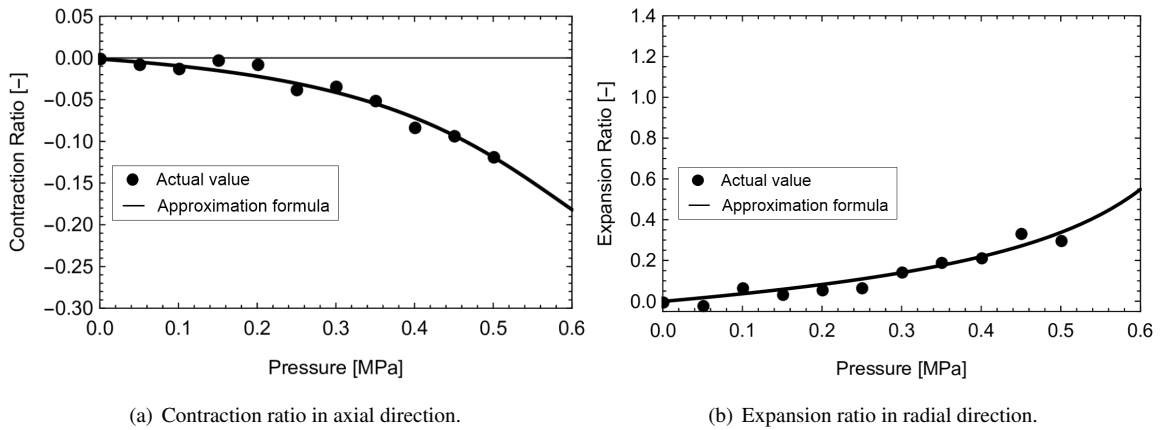 0.05
0.00
−0.05
−0.10
−0.15
−0.20
−0.25
−0.30
Contraction Ratio [−]
Actual value
Approximation formula
0.0 0.1 0.2 0.3 0.4 0.5 0.6
Pressure [MPa]
(a) Contraction ratio in axial direction.
1.4
1.2
1.0
0.8
0.6
0.4
0.2
0.0
Expansion Ratio [−]
Actual value
Approximation formula
0.0 0.1 0.2 0.3 0.4 0.5 0.6
Pressure [MPa]
(b) Expansion ratio in radial direction.